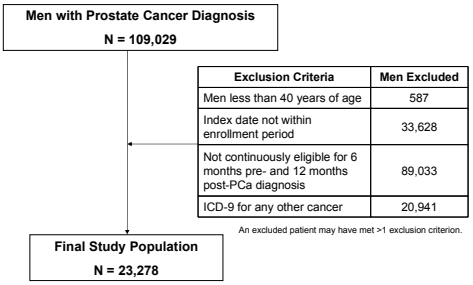 Men with Prostate Cancer Diagnosis
N = 109,029
Exclusion Criteria Men Excluded
Men less than 40 years of age 587
Index date not within
enrollment period
33,628
Not continuously eligible for 6
months pre- and 12 months
post-PCa diagnosis
89,033
ICD-9 for any other cancer 20,941
An excluded patient may have met >1 exclusion criterion.
Final Study Population
N = 23,278